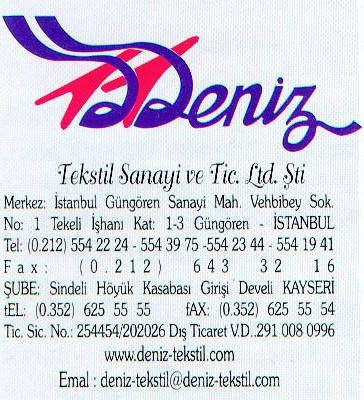 Deniz
Tekstil Sanayi ve Tic. Ltd. Şti
Merkez: İstanbul Güngören Sanayi Mah. Vehbibey Sok.
No: 1 Tekeli İşhanı Kat: 1-3 Güngören - İSTANBUL
Tel: (0.212) 554 22 24 - 554 39 75 -554 23 44 - 554 19 41
Fax: (0.212) 643 32 16
ŞUBE: Sindeli Höyük Kasabası Girişi Develi KAYSERİ
tEL: (0.352) 625 55 55 fAX: (0.352) 625 55 54
Tic. Sic. No.: 254454/202026 Dış Ticaret V.D..291 008 0996
www.deniz-tekstil.com
Emal : deniz-tekstil@deniz-tekstil.com